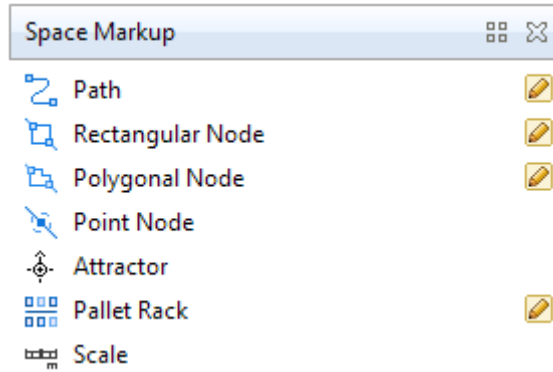 Space Markup
Path
Rectangular Node
Polygonal Node
Point Node
Attractor
Pallet Rack
Scale